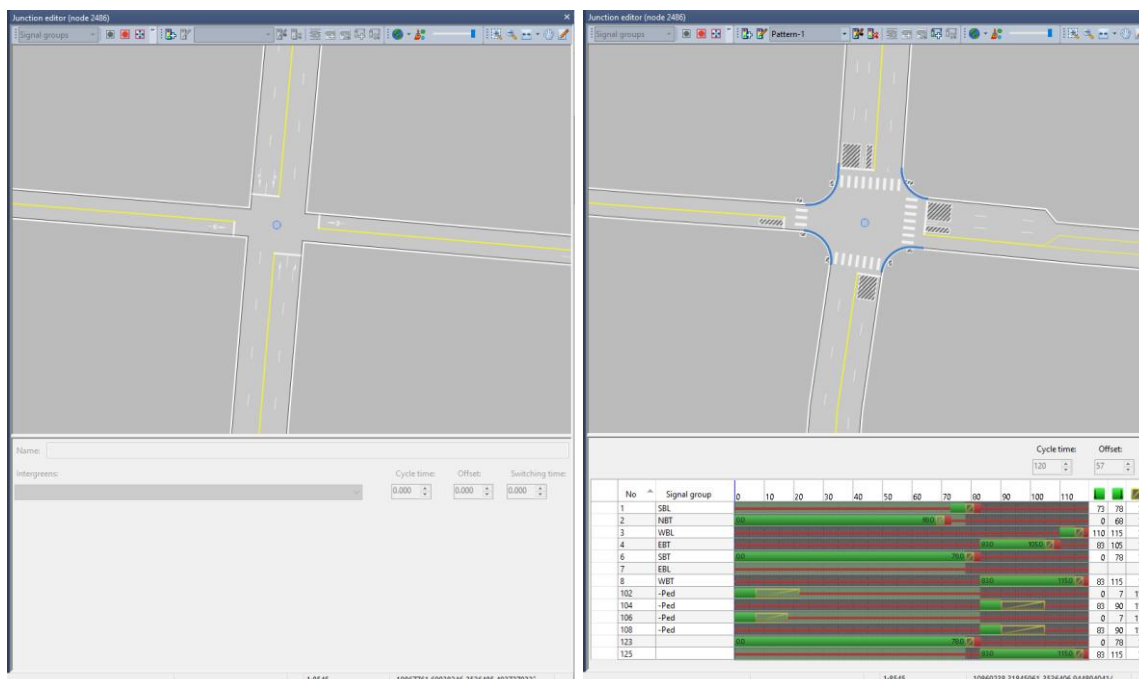 Junction editor (node 2486)
Signal groups
Name:
Intergreens:
Cycle time:
Offset:
Switching time:
0.000
0.000
0.000
1:8545
Junction editor (node 2486)
Signal groups
Pattern-1
Cycle time:
Offset:
120
57
No
Signal group
0 10 20 30 40 50 60 70 80 90 100 110
1 SBL 73 78
2 NBT 0 68
3 WBL 110 115
4 EBT 83 105
6 SBT 0 78
7 EBL
8 WBT 83 115
102 -Ped 0 7
104 -Ped 83 90
106 -Ped 0 7
108 -Ped 83 90
123 0 78
125 83 115
1:8545